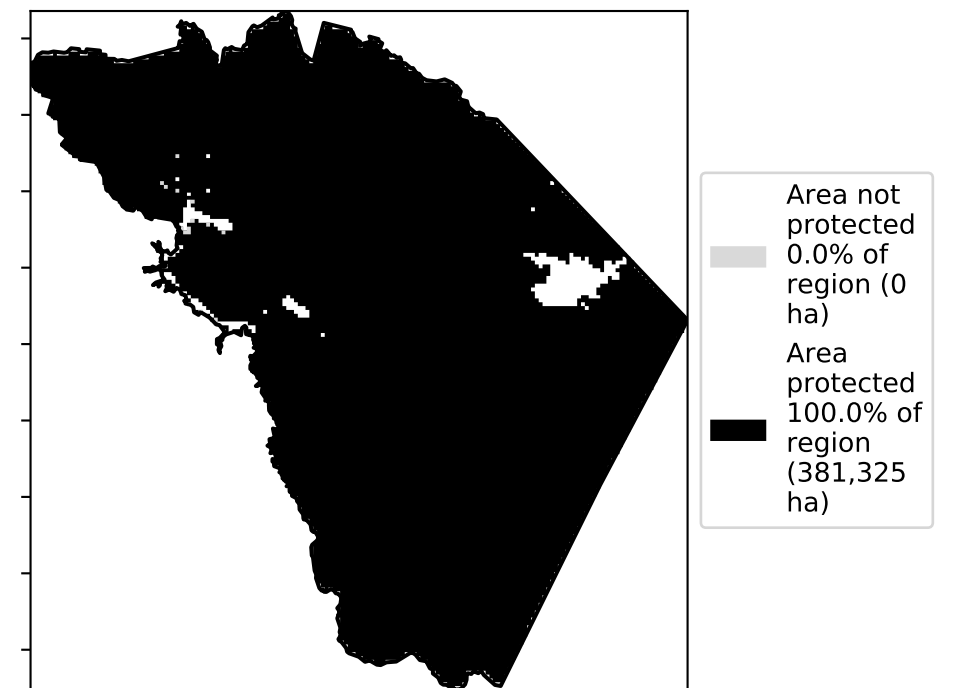 Area not
protected
0.0% of
region (0
ha)
Area
protected
100.0% of
region
(381,325
ha)